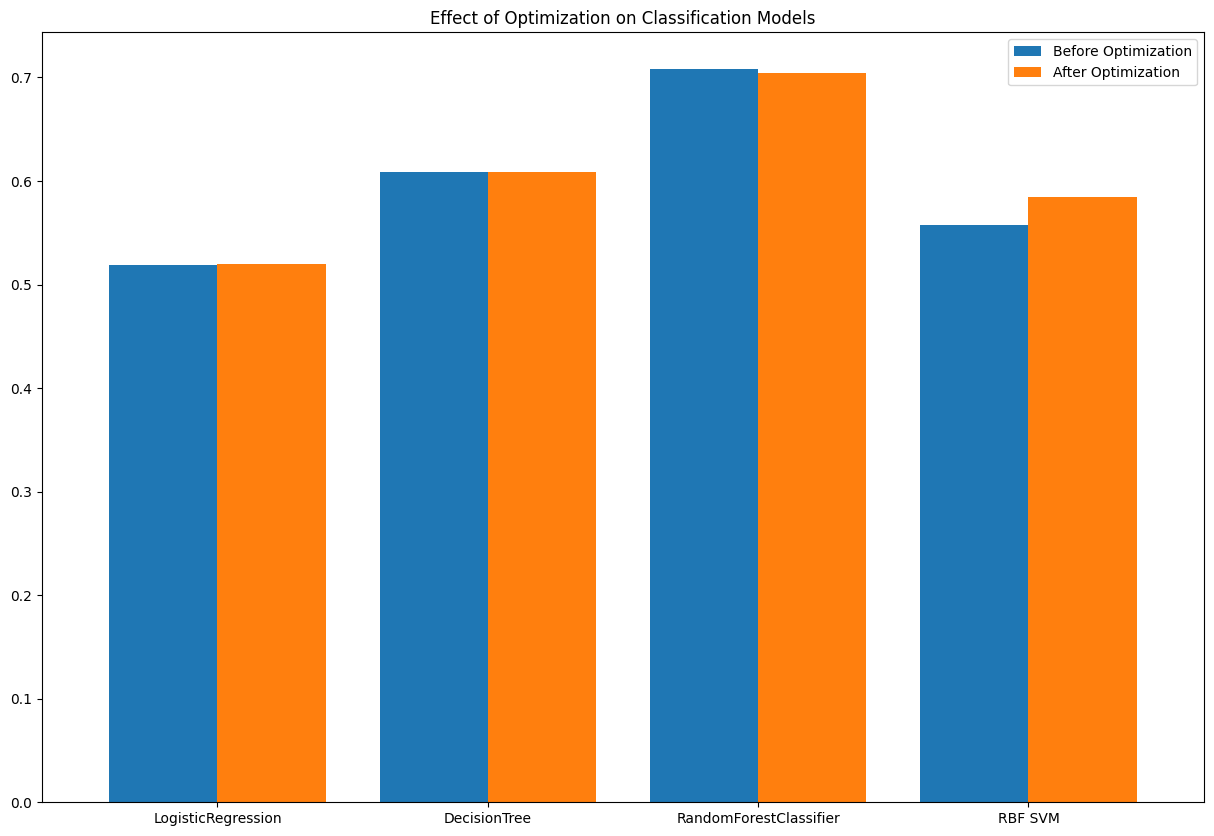 Effect of Optimization on Classification Models
Before Optimization
After Optimization
0.7
0.6
0.5
0.4
0.3
0.2
0.1
0.0
LogisticRegression
DecisionTree
RandomForestClassifier
RBF SVM